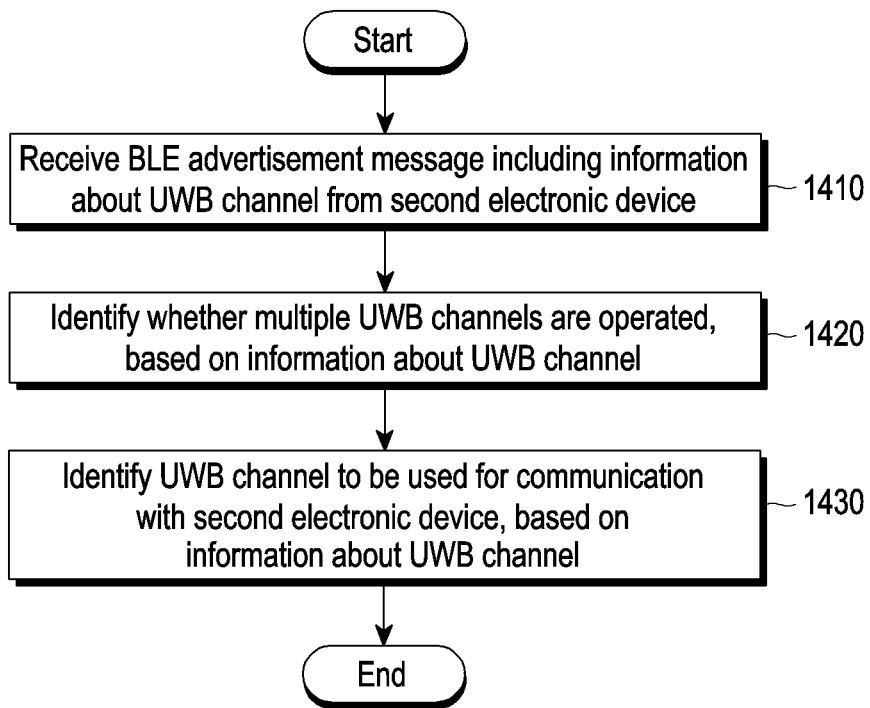 Start
Receive BLE advertisement message including information
about UWB channel from second electronic device
1410
Identify whether multiple UWB channels are operated,
based on information about UWB channel
1420
Identify UWB channel to be used for communication
with second electronic device, based on
information about UWB channel
1430
End